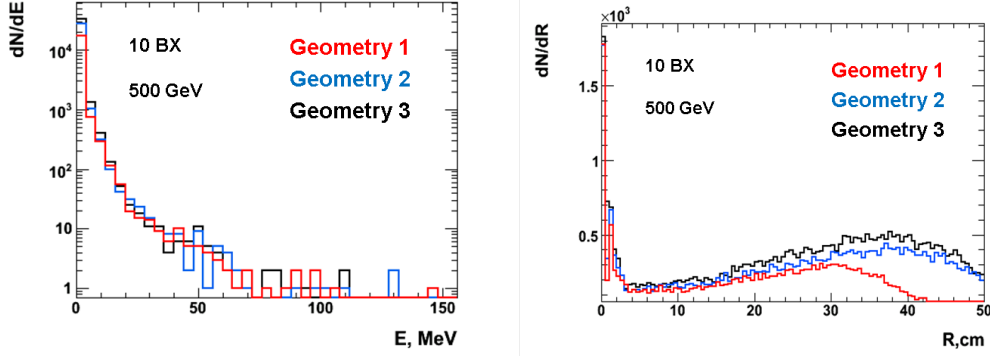 dN/dE
10 BX
500 GeV
Geometry 1
Geometry 2
Geometry 3
10⁴
10³
10²
10
1
0
50
100
150
E, MeV
×10³
dN/dR
10 BX
500 GeV
Geometry 1
Geometry 2
Geometry 3
1.5
1
0.5
0
10
20
30
40
50
R,cm